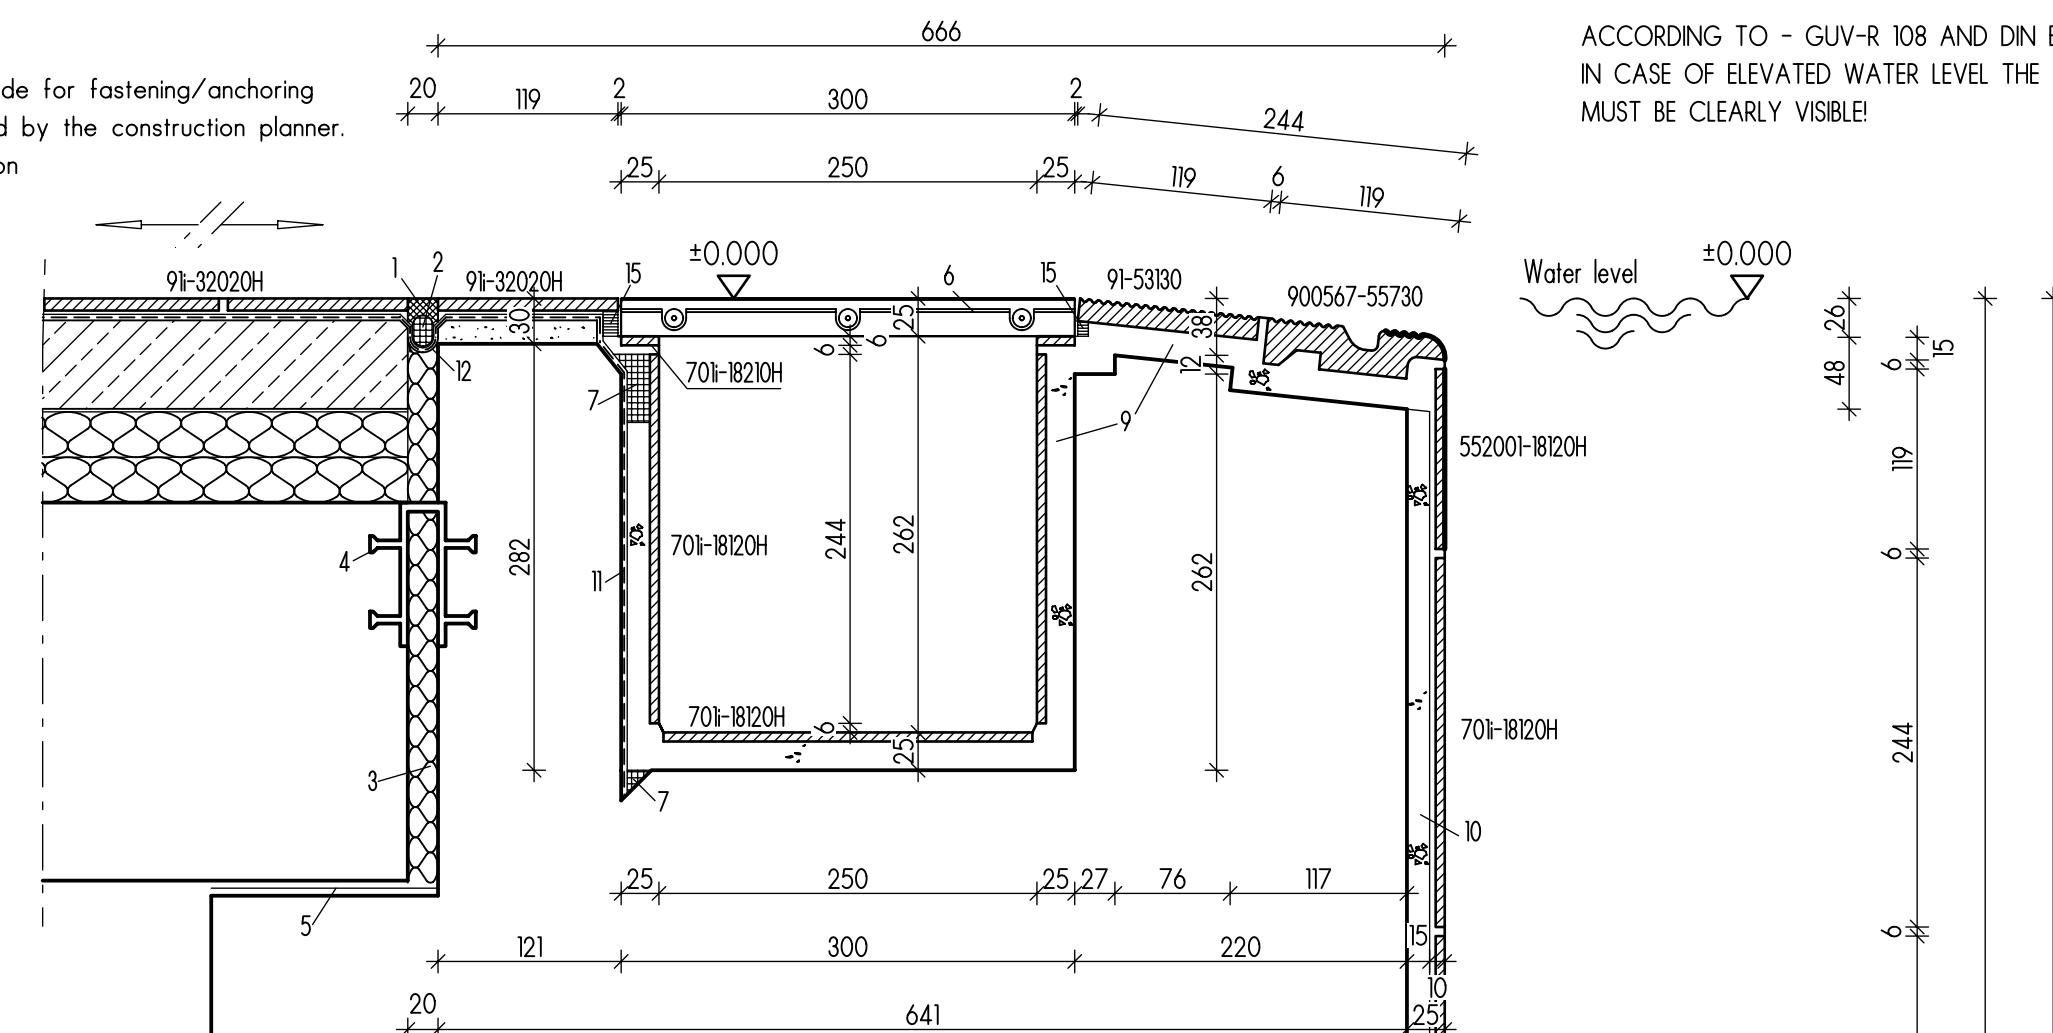 666
ACCORDING TO - GUV-R 108 AND DIN E
IN CASE OF ELEVATED WATER LEVEL THE
MUST BE CLEARLY VISIBLE!
de for fastening/anchoring
d by the construction planner.
on
20 119 2 300 2 244
25 250 25 119 6 119
±0.000
Water level ±0.000
91i-32020H 1 2 91i-32020H 15 6 15 91-53130
900567-55730
30 25 38 26
6 6 12 6 15
12 701i-18210H 48
7 9
552001-18120H
119
4 282 11 701i-18120H 244 262 262 6
701i-18120H 6
701i-18120H
25 244
3 7
10
25 250 25 27 76 117
5
6
121 300 220 15
10
20 641 25